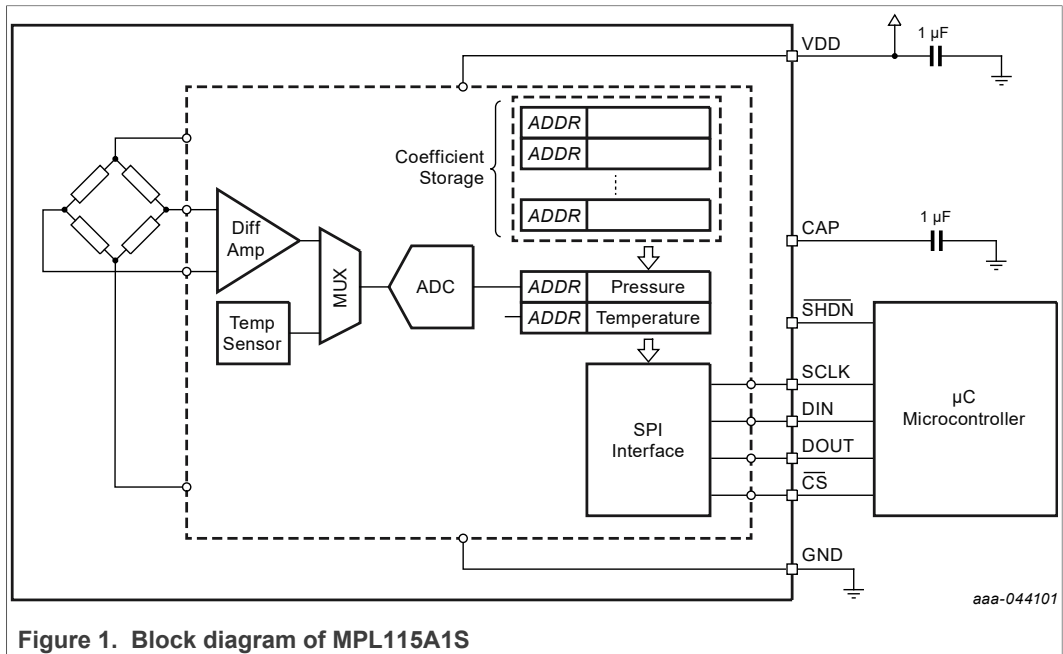 VDD
1 µF
Coefficient
Storage
ADDR
ADDR
ADDR
CAP
1 µF
Diff
Amp
MUX
ADC
ADDR Pressure
ADDR Temperature
Temp
Sensor
SHDN
SCLK
DIN
DOUT
CS
SPI
Interface
µC
Microcontroller
GND
aaa-044101
Figure 1. Block diagram of MPL115A1S